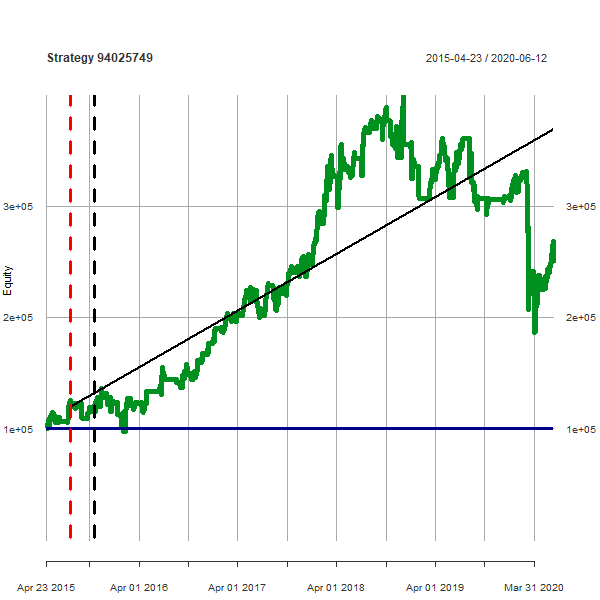 Strategy 94025749
2015-04-23 / 2020-06-12
Equity
3e+05
3e+05
2e+05
2e+05
1e+05
1e+05
Apr 23 2015
Apr 01 2016
Apr 01 2017
Apr 01 2018
Apr 01 2019
Mar 31 2020